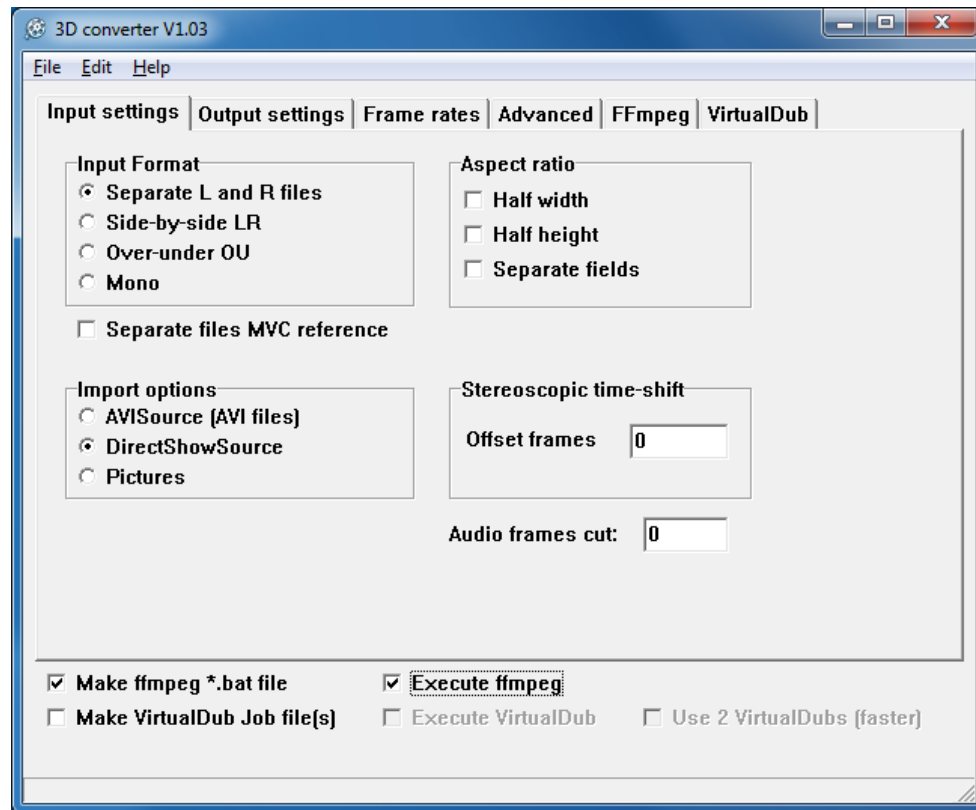 3D converter V1.03
File Edit Help
Input settings Output settings Frame rates Advanced FFmpeg VirtualDub
Input Format
Separate L and R files
Side-by-side LR
Over-under OU
Mono
Separate files MVC reference
Aspect ratio
Half width
Half height
Separate fields
Import options
AVISource (AVI files)
DirectShowSource
Pictures
Stereoscopic time-shift
Offset frames 0
Audio frames cut: 0
Make ffmpeg *.bat file
Execute ffmpeg
Make VirtualDub Job file(s)
Execute VirtualDub
Use 2 VirtualDubs (faster)